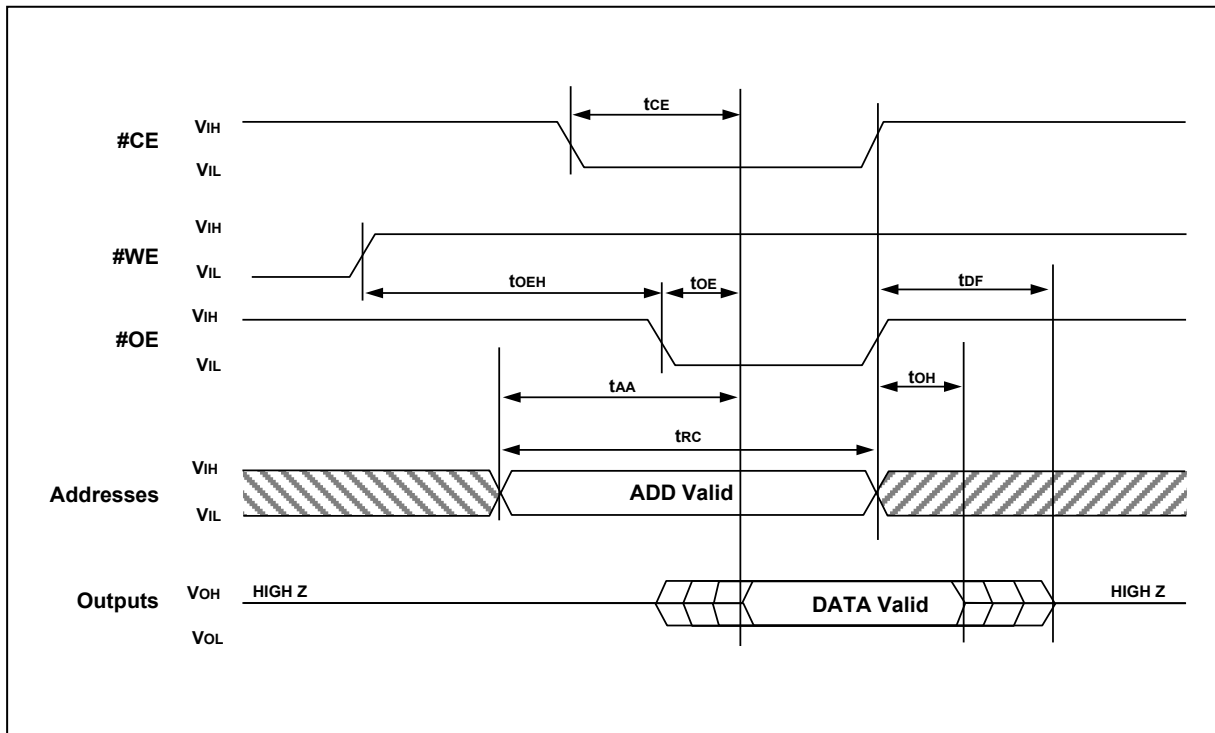 tCE
VIH
#CE
VIL
VIH
#WE
VIL
tOEH
tOE
tDF
VIH
#OE
VIL
tOH
tAA
tRC
VIH
Addresses
ADD Valid
VIL
VOH
HIGH Z
HIGH Z
Outputs
DATA Valid
VOL